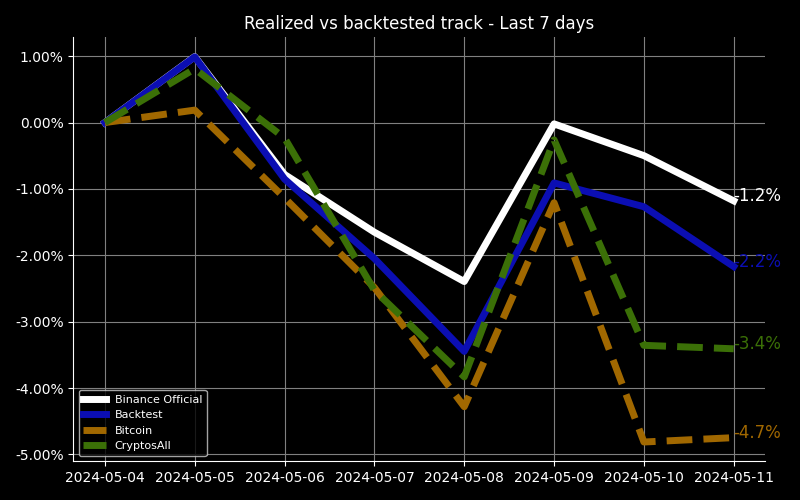 Realized vs backtested track - Last 7 days
1.00%
0.00%
-1.00%
-2.00%
-3.00%
-4.00%
-5.00%
-1.2%
-2.2%
-3.4%
-4.7%
Binance Official
Backtest
Bitcoin
CryptosAll
2024-05-04 2024-05-05 2024-05-06 2024-05-07 2024-05-08 2024-05-09 2024-05-10 2024-05-11